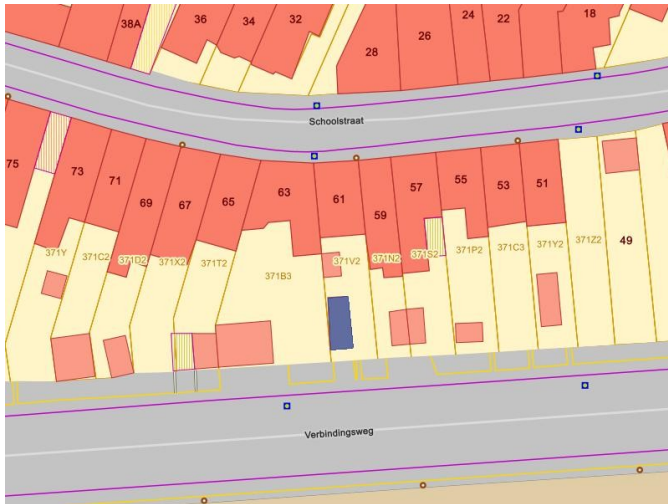 38A 36 34 32 28 26 24 22 18
Schoolstraat
75 73 71 69 67 65 63 61 59 57 55 53 51 49
371Y 371C2 371D2 371X2 371T2 371B3 371V2 371N2 371S2 371P2 371C3 371Y2 371Z2
Verbindingsweg